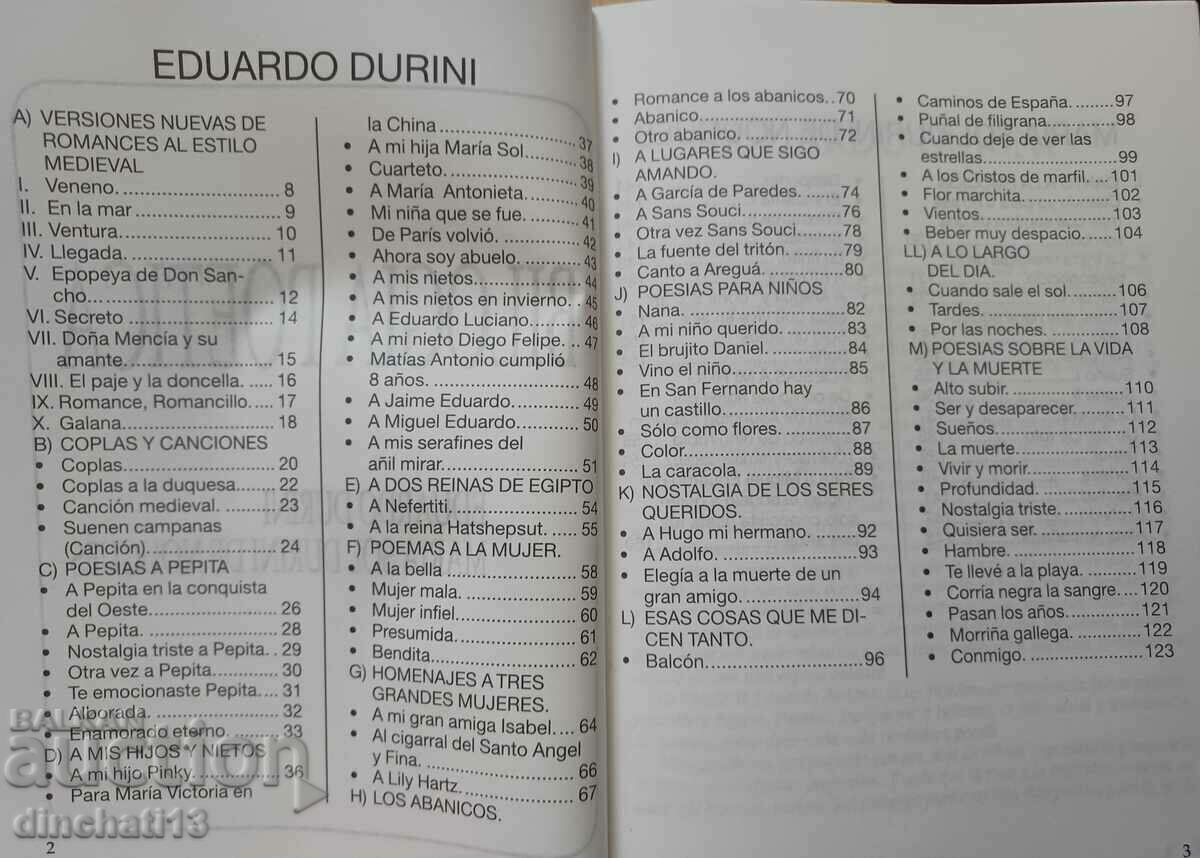 EDUARDO DURINI
A) VERSIONES NUEVAS DE
ROMANCES AL ESTILO
MEDIEVAL
I. Veneno. .................... 8
II. En la mar .................... 9
III. Ventura. .................... 10
IV. Llegada. .................... 11
V. Epopeya de Don San-
cho... .................... 12
VI. Secreto .................... 14
VII. Doña Mencía y su
amante. .................... 15
VIII. El paje y la doncella. ..... 16
IX. Romance, Romancillo. .... 17
X. Galana. .................... 18
B) COPLAS Y CANCIONES
• Coplas. .................... 20
• Coplas a la duquesa. ....... 22
• Canción medieval. ........ 23
• Suenen campanas
(Canción). .................... 24
C) POESIAS A PEPITA
• A Pepita en la conquista
del Oeste. .................... 26
• A Pepita. .................... 28
• Nostalgia triste a Pepita. .. 29
• Otra vez a Pepita. .......... 30
• Te emocionaste Pepita. ... 31
• Alborada. .................... 32
• Enamorado eterno. ........ 33
D) A MIS HIJOS Y NIETOS
• A mi hijo Pinky. ............ 36
• Para María Victoria en
la China .................... 37
• A mi hija María Sol. ........ 38
• Cuarteto. .................... 39
• A María Antonieta. ........ 40
• Mi niña que se fue. ........ 41
• De París volvió. ............ 42
• Ahora soy abuelo. ......... 43
• A mis nietos. ............... 44
• A mis nietos en invierno. .. 45
• A Eduardo Luciano. ....... 46
• A mi nieto Diego Felipe. .. 47
• Matías Antonio cumplió
8 años. .................... 48
• A Jaime Eduardo. ......... 49
• A Miguel Eduardo. ........ 50
• A mis serafines del
añil mirar. .................... 51
E) A DOS REINAS DE EGIPTO
• A Nefertiti. .................... 54
• A la reina Hatshepsut. .... 55
F) POEMAS A LA MUJER.
• A la bella .................... 58
• Mujer mala. .................... 59
• Mujer infiel. .................... 60
• Presumida. .................... 61
• Bendita. .................... 62
G) HOMENAJES A TRES
GRANDES MUJERES.
• A mi gran amiga Isabel. ... 64
• Al cigarral del Santo Angel
y Fina. .................... 66
• A Lily Hartz. .................... 67
H) LOS ABANICOS.
2
• Romance a los abanicos. . 70
• Abanico. .................... 71
• Otro abanico. ............... 72
I) A LUGARES QUE SIGO
AMANDO.
• A García de Paredes. ...... 74
• A Sans Souci. ............... 76
• Otra vez Sans Souci. ....... 78
• La fuente del tritón. ........ 79
• Canto a Areguá. ............ 80
J) POESIAS PARA NIÑOS
• Nana. .................... 82
• A mi niño querido. ......... 83
• El brujito Daniel. ........... 84
• Vino el niño. ............... 85
• En San Fernando hay
un castillo. .................... 86
• Sólo como flores. .......... 87
• Color. .................... 88
• La caracola. ............... 89
K) NOSTALGIA DE LOS SERES
QUERIDOS.
• A Hugo mi hermano. ...... 92
• A Adolfo. .................... 93
• Elegía a la muerte de un
gran amigo. .................... 94
L) ESAS COSAS QUE ME DI-
CEN TANTO.
• Balcón. .................... 96
• Caminos de España. ....... 97
• Puñal de filigrana. ......... 98
• Cuando deje de ver las
estrellas. .................... 99
• A los Cristos de marfil. ... 101
• Flor marchita. ............... 102
• Vientos. .................... 103
• Beber muy despacio. ..... 104
LL) A LO LARGO
DEL DIA.
• Cuando sale el sol. ........ 106
• Tardes. .................... 107
• Por las noches. ............ 108
M) POESIAS SOBRE LA VIDA
Y LA MUERTE
• Alto subir. .................... 110
• Ser y desaparecer. ........ 111
• Sueños. .................... 112
• La muerte. .................... 113
• Vivir y morir. ............... 114
• Profundidad. ............... 115
• Nostalgia triste. ............ 116
• Quisiera ser. ............... 117
• Hambre. .................... 118
• Te llevé a la playa. ......... 119
• Corría negra la sangre. ... 120
• Pasan los años. ............ 121
• Morriña gallega. ........... 122
• Conmigo. .................... 123
3
BALKAN
auction
dinchati13